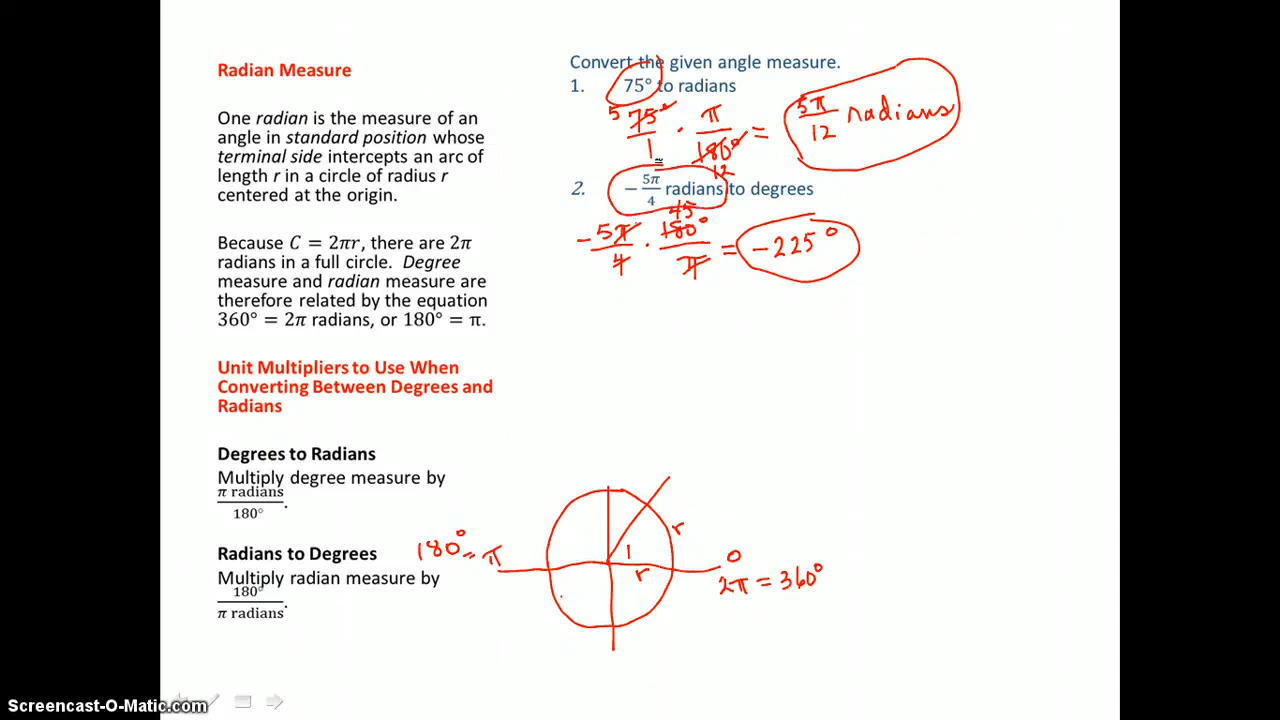 Radian Measure
One radian is the measure of an
angle in standard position whose
terminal side intercepts an arc of
length r in a circle of radius r
centered at the origin.
Because C = 2πr, there are 2π
radians in a full circle. Degree
measure and radian measure are
therefore related by the equation
360° = 2π radians, or 180° = π.
Unit Multipliers to Use When
Converting Between Degrees and
Radians
Degrees to Radians
Multiply degree measure by
π radians
180°.
Radians to Degrees
Multiply radian measure by
180°
π radians.
Convert the given angle measure.
1. 75° to radians
5 75° / 1 · π / 180° 12 = 5π / 12 radians
2. − 5π / 4 radians to degrees
− 5π / 4 · 45 180° / π = −225°
180° = π
r
1
r
0
2π = 360°
Screencast-O-Matic.com